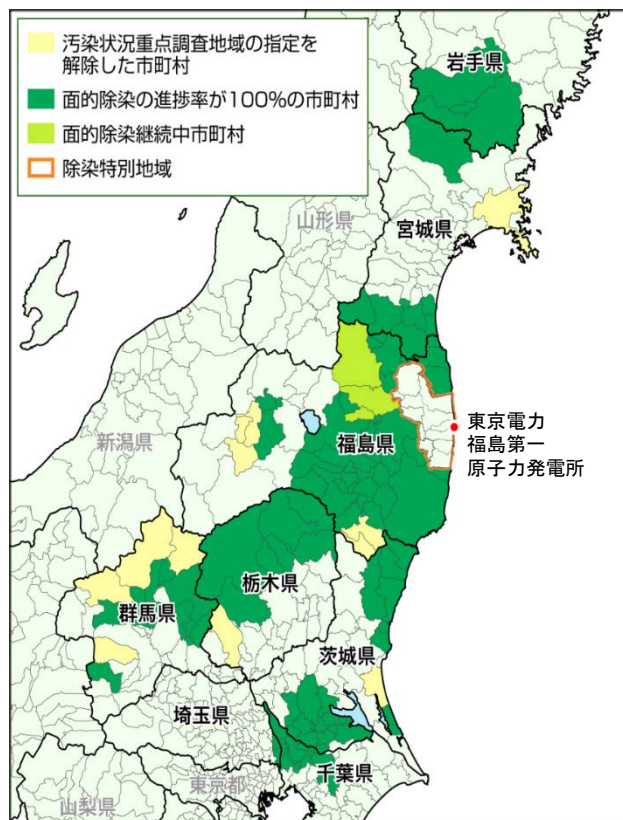 汚染状況重点調査地域の指定を
解除した市町村
面的除染の進捗率が100%の市町村
面的除染継続中市町村
除染特別地域
岩手県
山形県
宮城県
新潟県
福島県
東京電力
福島第一
原子力発電所
栃木県
群馬県
茨城県
埼玉県
千葉県
東京都
山梨県